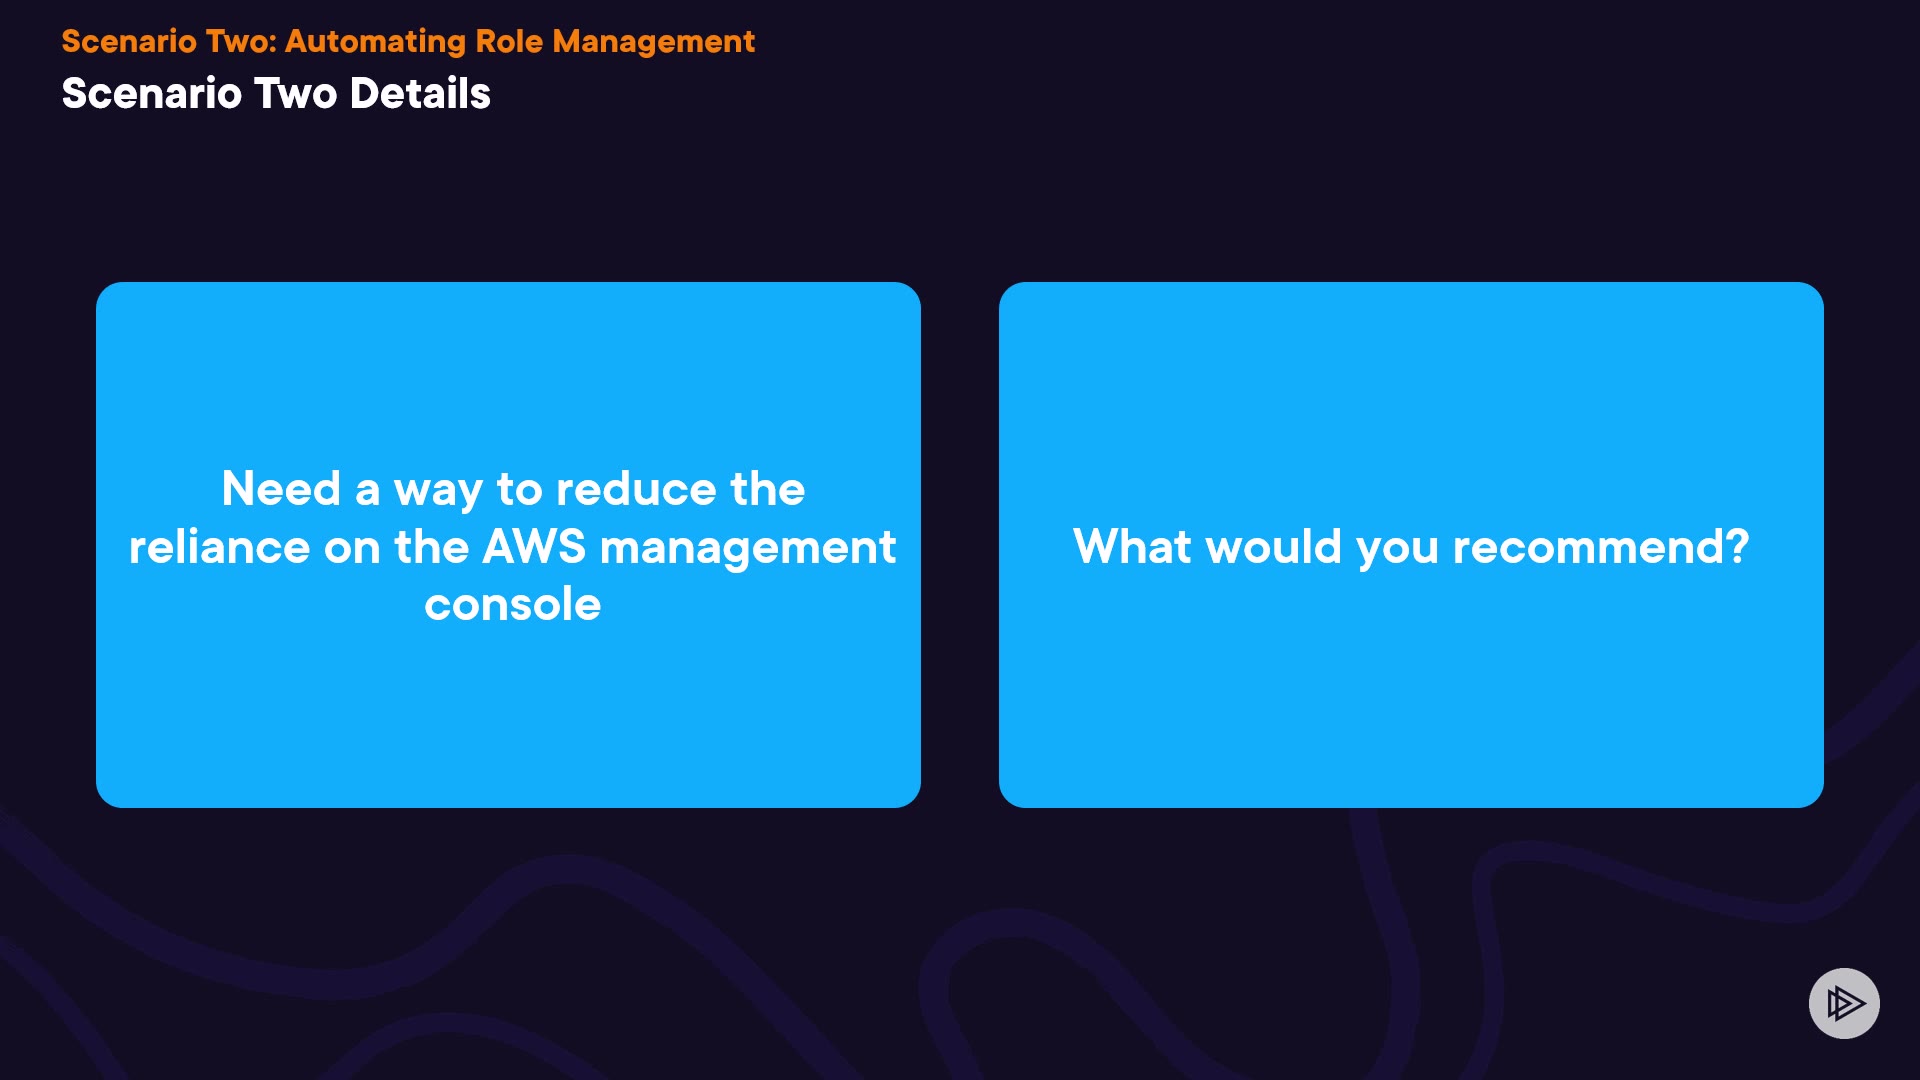 Scenario Two: Automating Role Management
Scenario Two Details
Need a way to reduce the
reliance on the AWS management
console
What would you recommend?